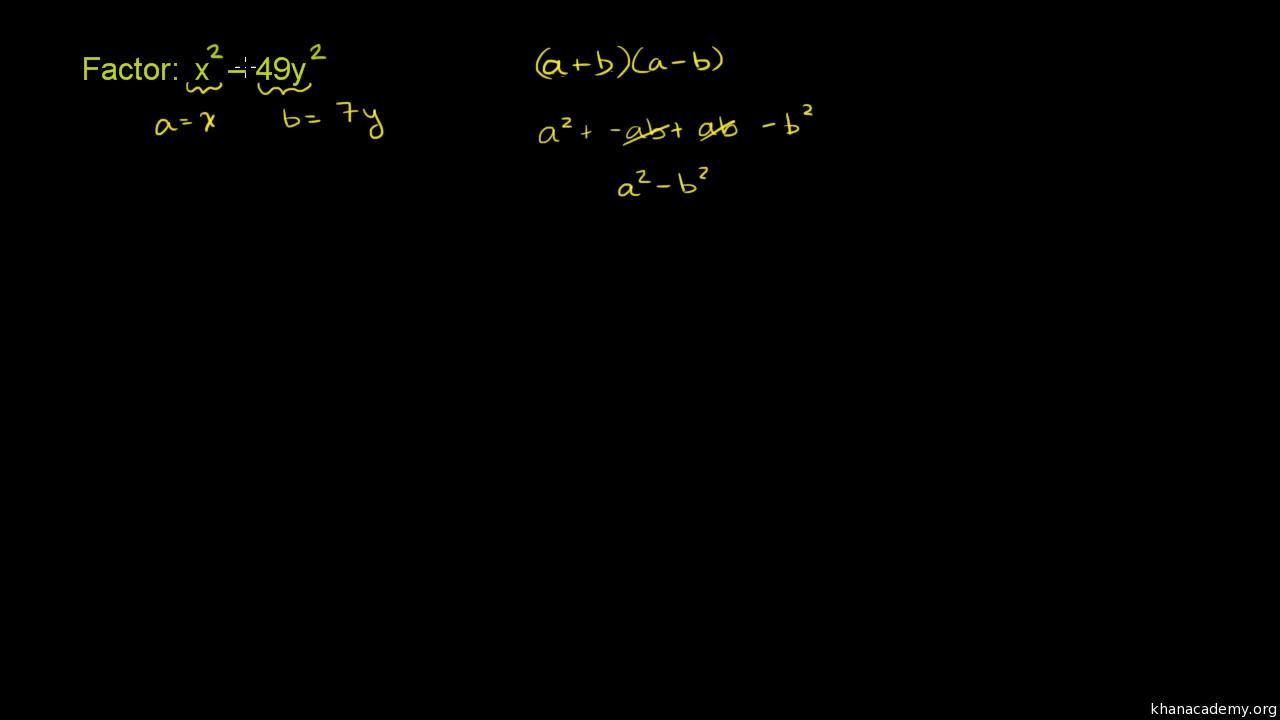 Factor: x² – 49y²
a = x b = 7y
(a + b)(a - b)
a² + - ab + ab - b²
a² - b²
khanacademy.org